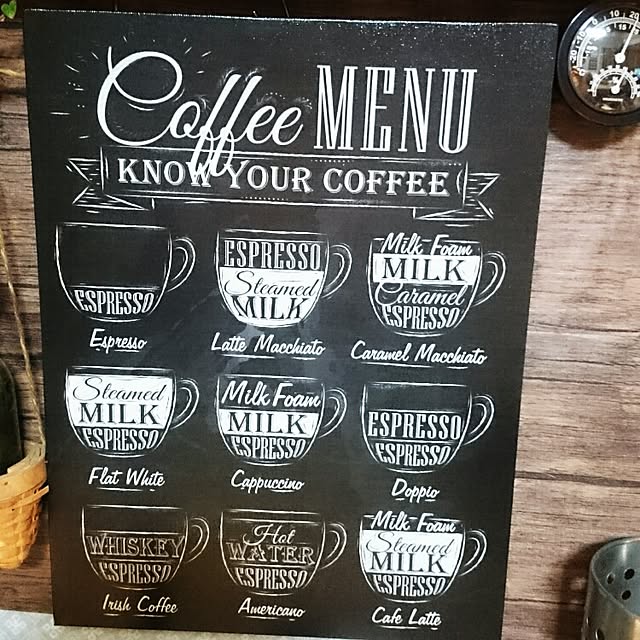 Coffee MENU
KNOW YOUR COFFEE
ESPRESSO
Espresso
ESPRESSO
Steamed
MILK
Latte Macchiato
Milk Foam
MILK
Caramel
ESPRESSO
Caramel Macchiato
Steamed
MILK
ESPRESSO
Flat White
Milk Foam
MILK
ESPRESSO
Cappuccino
ESPRESSO
ESPRESSO
Doppio
WHISKEY
ESPRESSO
Irish Coffee
Hot
WATER
ESPRESSO
Americano
Milk Foam
Steamed
MILK
ESPRESSO
Cafe Latte